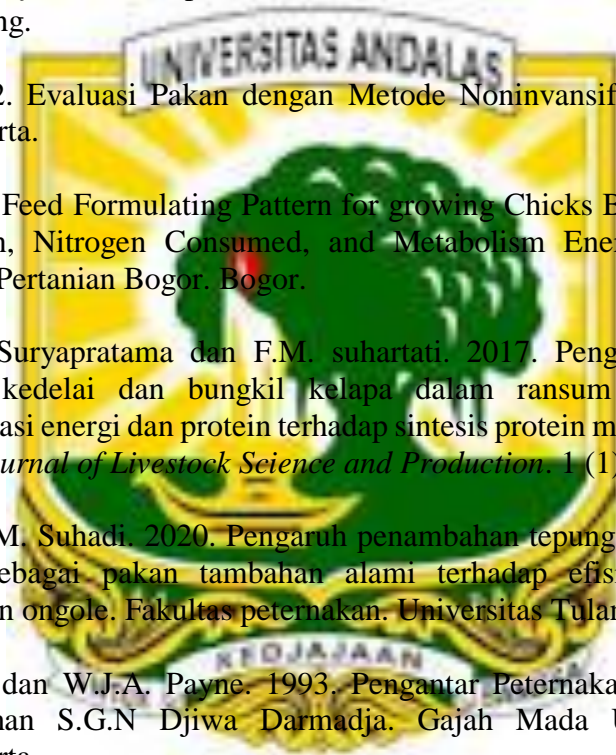 ng.
UNIVERSITAS ANDALAS
2. Evaluasi Pakan dengan Metode Noninvansif
rta.
Feed Formulating Pattern for growing Chicks B
n, Nitrogen Consumed, and Metabolism Ener
Pertanian Bogor. Bogor.
Suryapratama dan F.M. suhartati. 2017. Peng
kedelai dan bungkil kelapa dalam ransum
asi energi dan protein terhadap sintesis protein m
urnal of Livestock Science and Production. 1 (1)
M. Suhadi. 2020. Pengaruh penambahan tepung
ebagai pakan tambahan alami terhadap efis
n ongole. Fakultas peternakan. Universitas Tular
KEDJAJAAN
dan W.J.A. Payne. 1993. Pengantar Peternaka
han S.G.N Djiwa Darmadja. Gajah Mada U